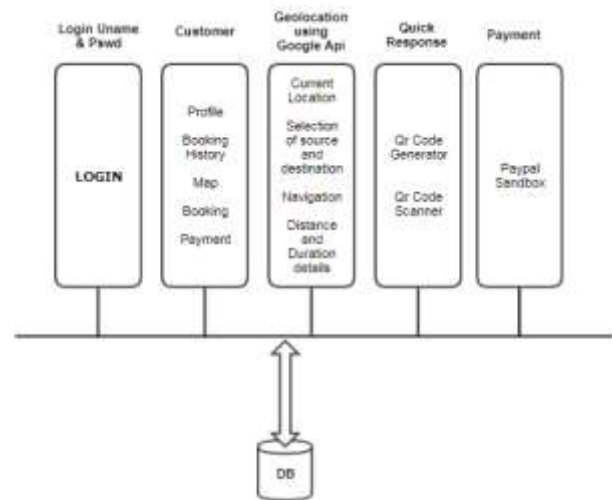 Login Uname
& Pswd
Customer
Geolocation
using
Google Api
Quick
Response
Payment
LOGIN
Profile
Booking
History
Map
Booking
Payment
Current
Location
Selection
of source
and
destination
Navigation
Distance
and
Duration
details
Qr Code
Generator
Qr Code
Scanner
Paypal
Sandbox
DB